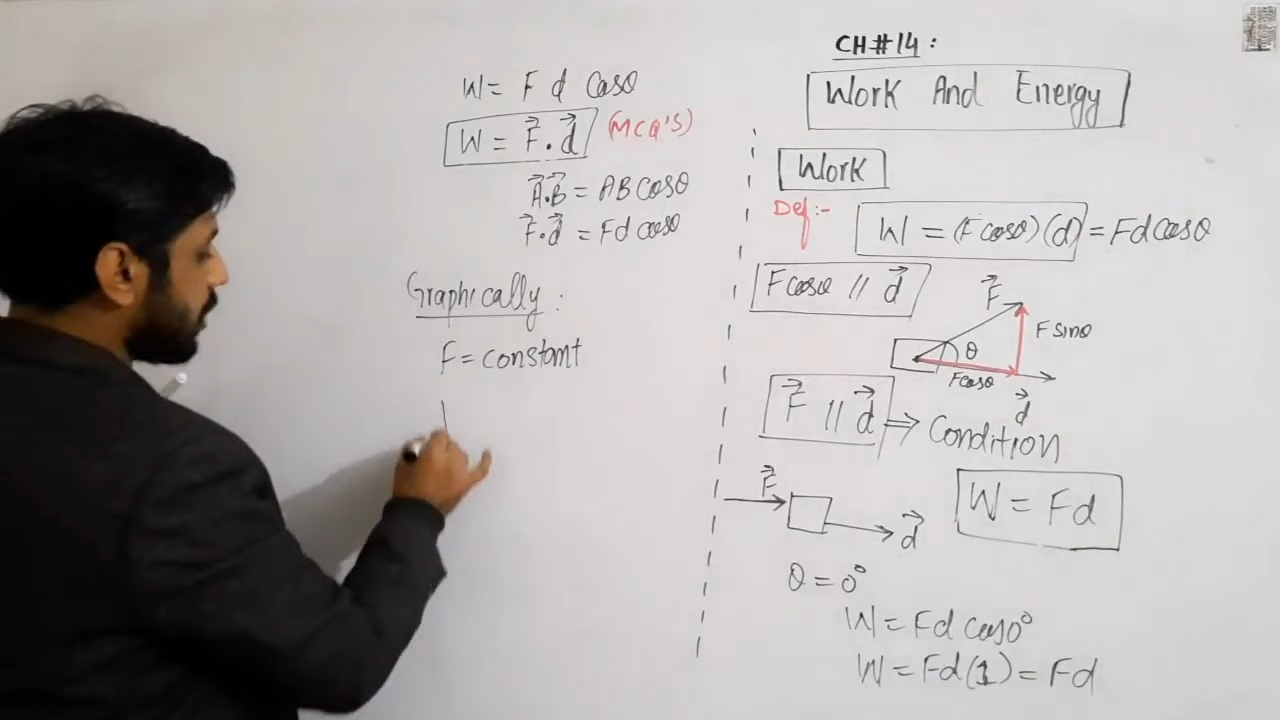 CH#14:
Work And Energy
Work
Def:-
W = (F cosθ)(d) = Fd cosθ
Fcosθ // d⃗
F⃗
θ
F sinθ
Fcosθ
d⃗
F⃗ // d⃗ ⇒ Condition
F⃗
d⃗
W = Fd
θ = 0°
W = Fd cos0°
W = Fd(1) = Fd
W = F d Cosθ
W = F⃗ . d⃗ (MCQ'S)
A⃗.B⃗ = AB cosθ
F⃗.d⃗ = Fd cosθ
Graphically :
F = constant